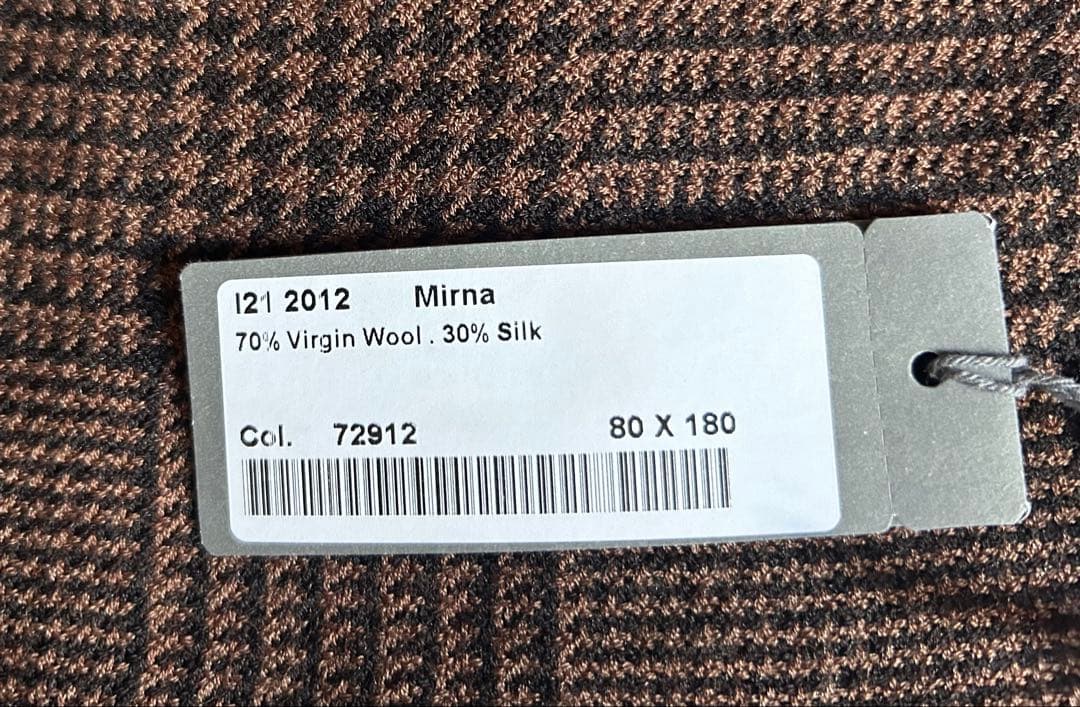 I21 2012 Mirna
70% Virgin Wool . 30% Silk
Col. 72912 80 X 180